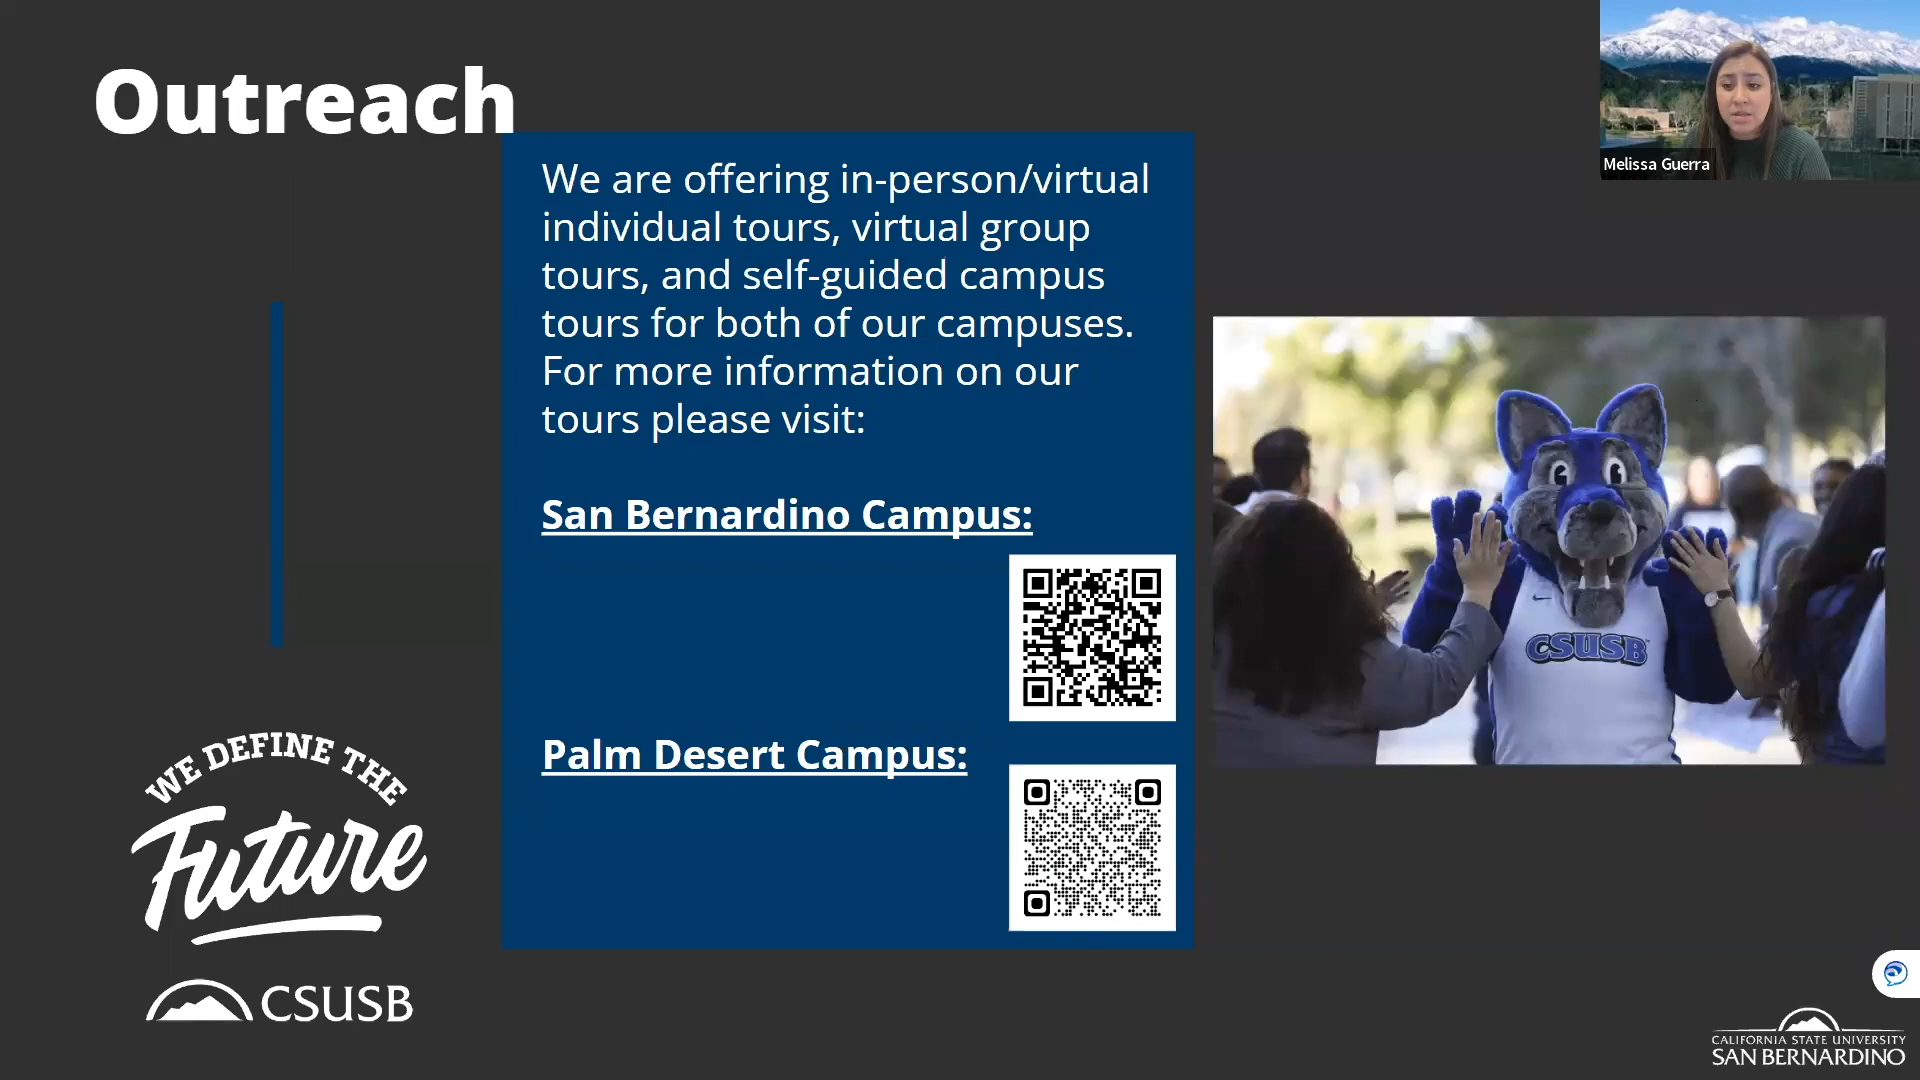 Outreach
Melissa Guerra
We are offering in-person/virtual
individual tours, virtual group
tours, and self-guided campus
tours for both of our campuses.
For more information on our
tours please visit:
San Bernardino Campus:
Palm Desert Campus:
CSUSB
WE DEFINE THE
Future
CSUSB
CALIFORNIA STATE UNIVERSITY
SAN BERNARDINO